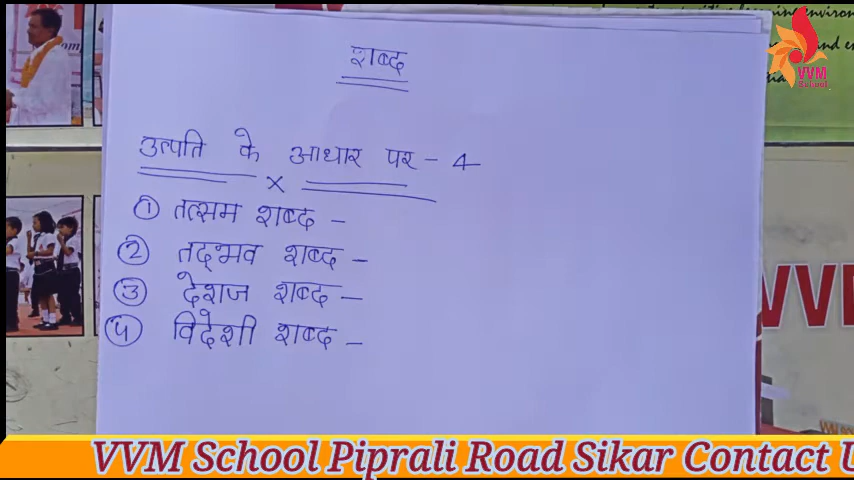 शब्द
उत्पति के आधार पर - 4
×
① तत्सम शब्द -
② तद्भव शब्द -
③ देशज शब्द -
④ विदेशी शब्द -
VVM
School
VVM School Piprali Road Sikar Contact U